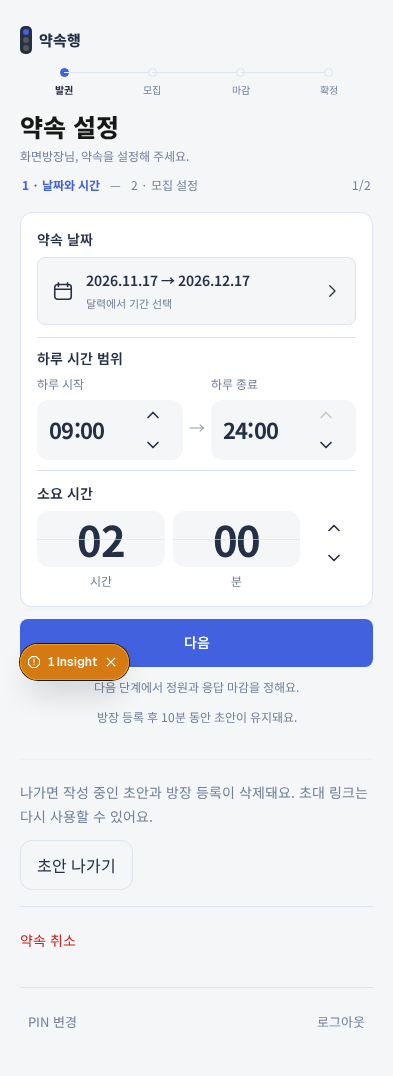 약속행
발권 모집 마감 확정
약속 설정
화면방장님, 약속을 설정해 주세요.
1 · 날짜와 시간 — 2 · 모집 설정 1/2
약속 날짜
2026.11.17 → 2026.12.17
달력에서 기간 선택
하루 시간 범위
하루 시작 하루 종료
09:00 → 24:00
소요 시간
02 00
시간 분
다음
1 Insight
다음 단계에서 정원과 응답 마감을 정해요.
방장 등록 후 10분 동안 초안이 유지돼요.
나가면 작성 중인 초안과 방장 등록이 삭제돼요. 초대 링크는
다시 사용할 수 있어요.
초안 나가기
약속 취소
PIN 변경 로그아웃